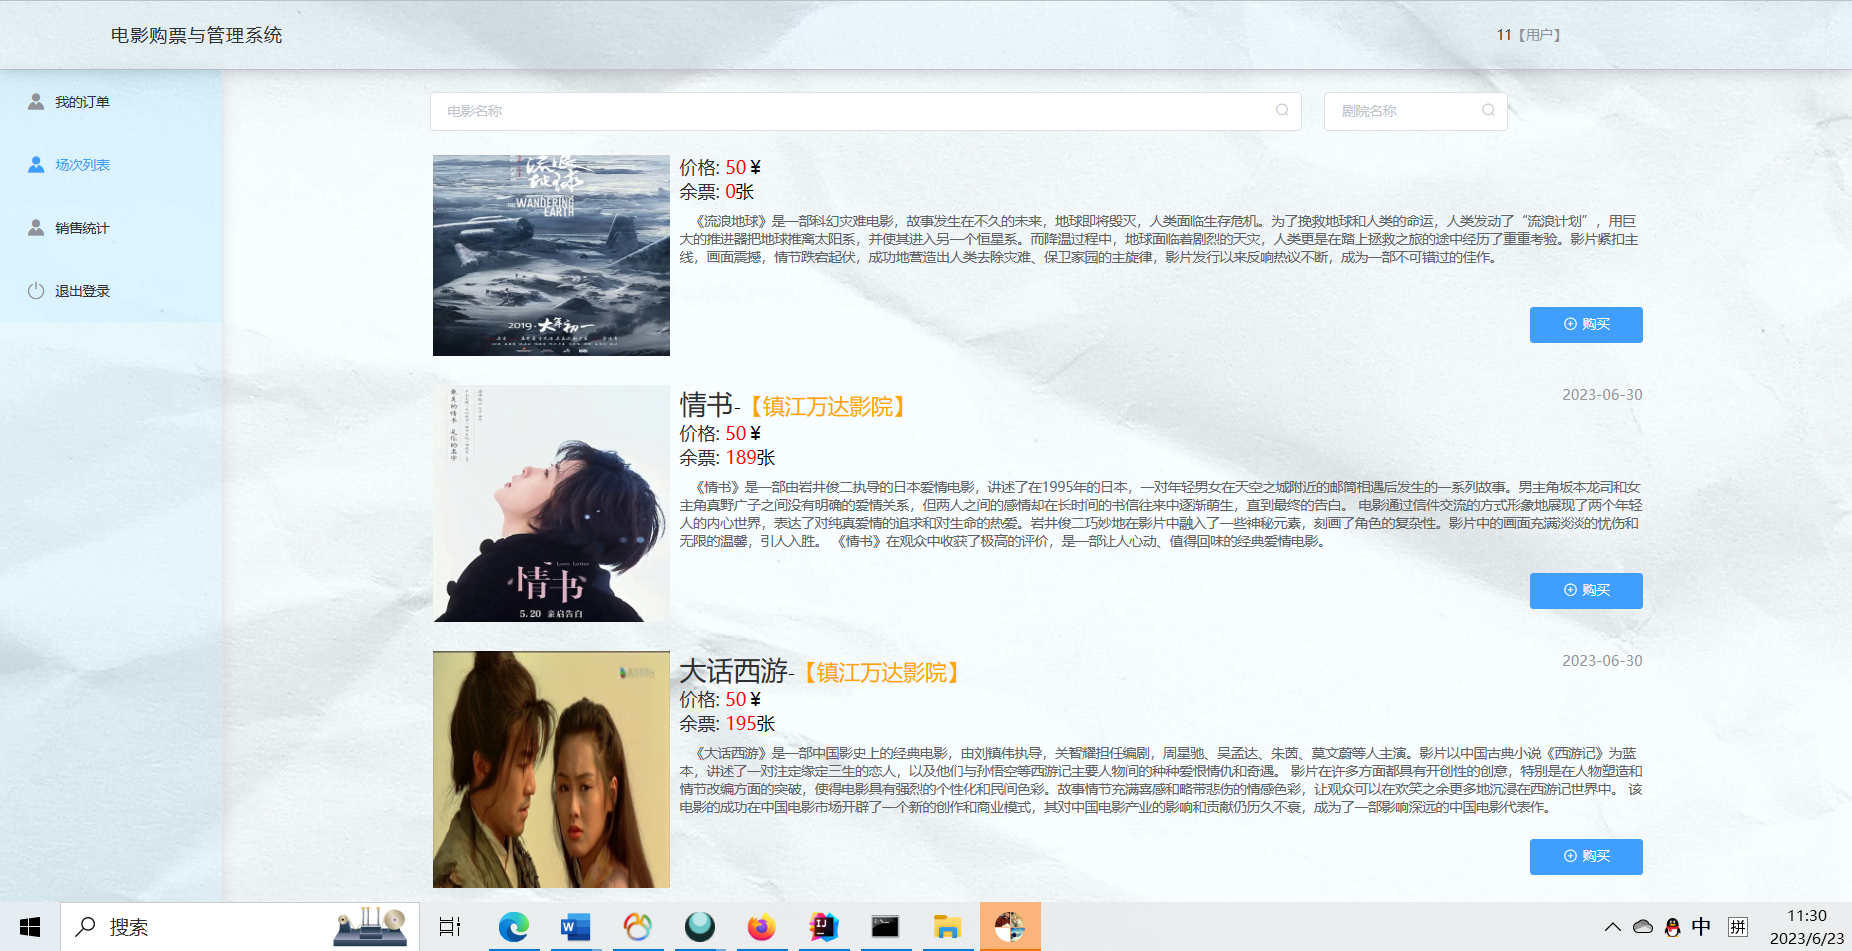 电影购票与管理系统
11【用户】
我的订单
场次列表
销售统计
退出登录
电影名称
剧院名称
流浪
地球
THE WANDERING
EARTH
2019·大年初一
价格: 50 ¥
余票: 0张
《流浪地球》是一部科幻灾难电影，故事发生在不久的未来，地球即将毁灭，人类面临生存危机。为了挽救地球和人类的命运，人类发动了“流浪计划”，用巨
大的推进器把地球推离太阳系，并使其进入另一个恒星系。而降温过程中，地球面临着剧烈的天灾，人类更是在踏上拯救之旅的途中经历了重重考验。影片紧扣主
线，画面震撼，情节跌宕起伏，成功地营造出人类去除灾难、保卫家园的主旋律，影片发行以来反响热议不断，成为一部不可错过的佳作。
购买
最美的情书
是你的名字
Love Letter
情书
5.20 亲启告白
情书-【镇江万达影院】
2023-06-30
价格: 50 ¥
余票: 189张
《情书》是一部由岩井俊二执导的日本爱情电影，讲述了在1995年的日本，一对年轻男女在天空之城附近的邮筒相遇后发生的一系列故事。男主角坂本龙司和女
主角真野广子之间没有明确的爱情关系，但两人之间的感情却在长时间的书信往来中逐渐萌生，直到最终的告白。 电影通过信件交流的方式形象地展现了两个年轻
人的内心世界，表达了对纯真爱情的追求和对生命的热爱。岩井俊二巧妙地在影片中融入了一些神秘元素，刻画了角色的复杂性。影片中的画面充满淡淡的忧伤和
无限的温馨，引人入胜。 《情书》在观众中收获了极高的评价，是一部让人心动、值得回味的经典爱情电影。
购买
大话西游-【镇江万达影院】
2023-06-30
价格: 50 ¥
余票: 195张
《大话西游》是一部中国影史上的经典电影，由刘镇伟执导，关智耀担任编剧，周星驰、吴孟达、朱茵、莫文蔚等人主演。影片以中国古典小说《西游记》为蓝
本，讲述了一对注定缘定三生的恋人，以及他们与孙悟空等西游记主要人物间的种种爱恨情仇和奇遇。 影片在许多方面都具有开创性的创意，特别是在人物塑造和
情节改编方面的突破，使得电影具有强烈的个性化和民间色彩。故事情节充满喜感和略带悲伤的情感色彩，让观众可以在欢笑之余更多地沉浸在西游记世界中。 该
电影的成功在中国电影市场开辟了一个新的创作和商业模式，其对中国电影产业的影响和贡献仍历久不衰，成为了一部影响深远的中国电影代表作。
购买
搜索
中
拼
11:30
2023/6/23